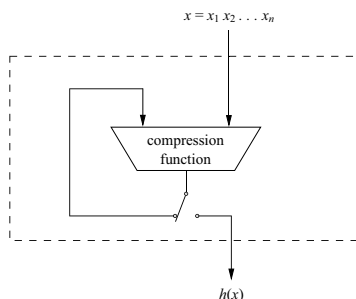 x = x₁ x₂ . . . xₙ
compression
function
h(x)